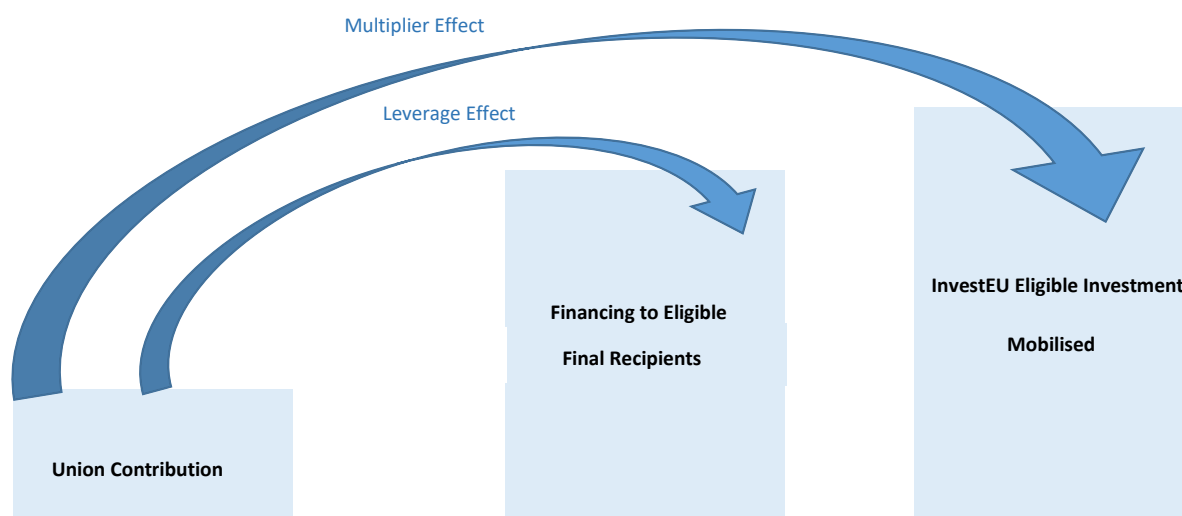 Multiplier Effect
Leverage Effect
InvestEU Eligible Investment
Mobilised
Financing to Eligible
Final Recipients
Union Contribution